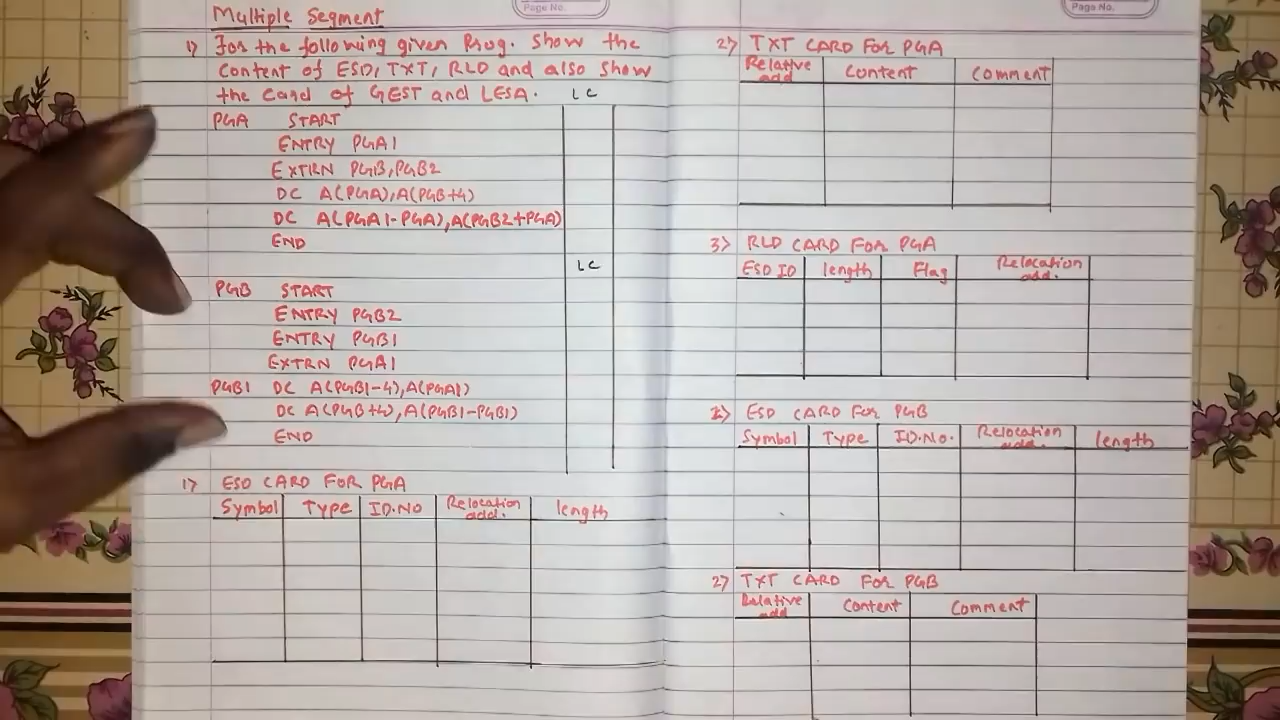 Page No.
Multiple Segment
1) For the following given Prog. Show the
Content of ESD, TXT, RLD and also show
the card of GEST and LESA. LC
PGA START
ENTRY PGA1
EXTRN PGB, PGB2
DC A(PGA), A(PGB+4)
DC A(PGA1-PGA), A(PGB2+PGA)
END
LC
PGB START
ENTRY PGB2
ENTRY PGB1
EXTRN PGA1
PGB1 DC A(PGB1-4), A(PGA1)
DC A(PGB+4), A(PGB1-PGB1)
END
1) ESD CARD FOR PGA
Symbol Type ID.NO Relocation add. length
Page No.
2) TXT CARD FOR PGA
Relative add Content Comment
3) RLD CARD FOR PGA
ESD ID length Flag Relocation add.
2) ESD CARD FOR PGB
Symbol Type ID.No. Relocation add. length
2) TXT CARD FOR PGB
Relative add Content Comment